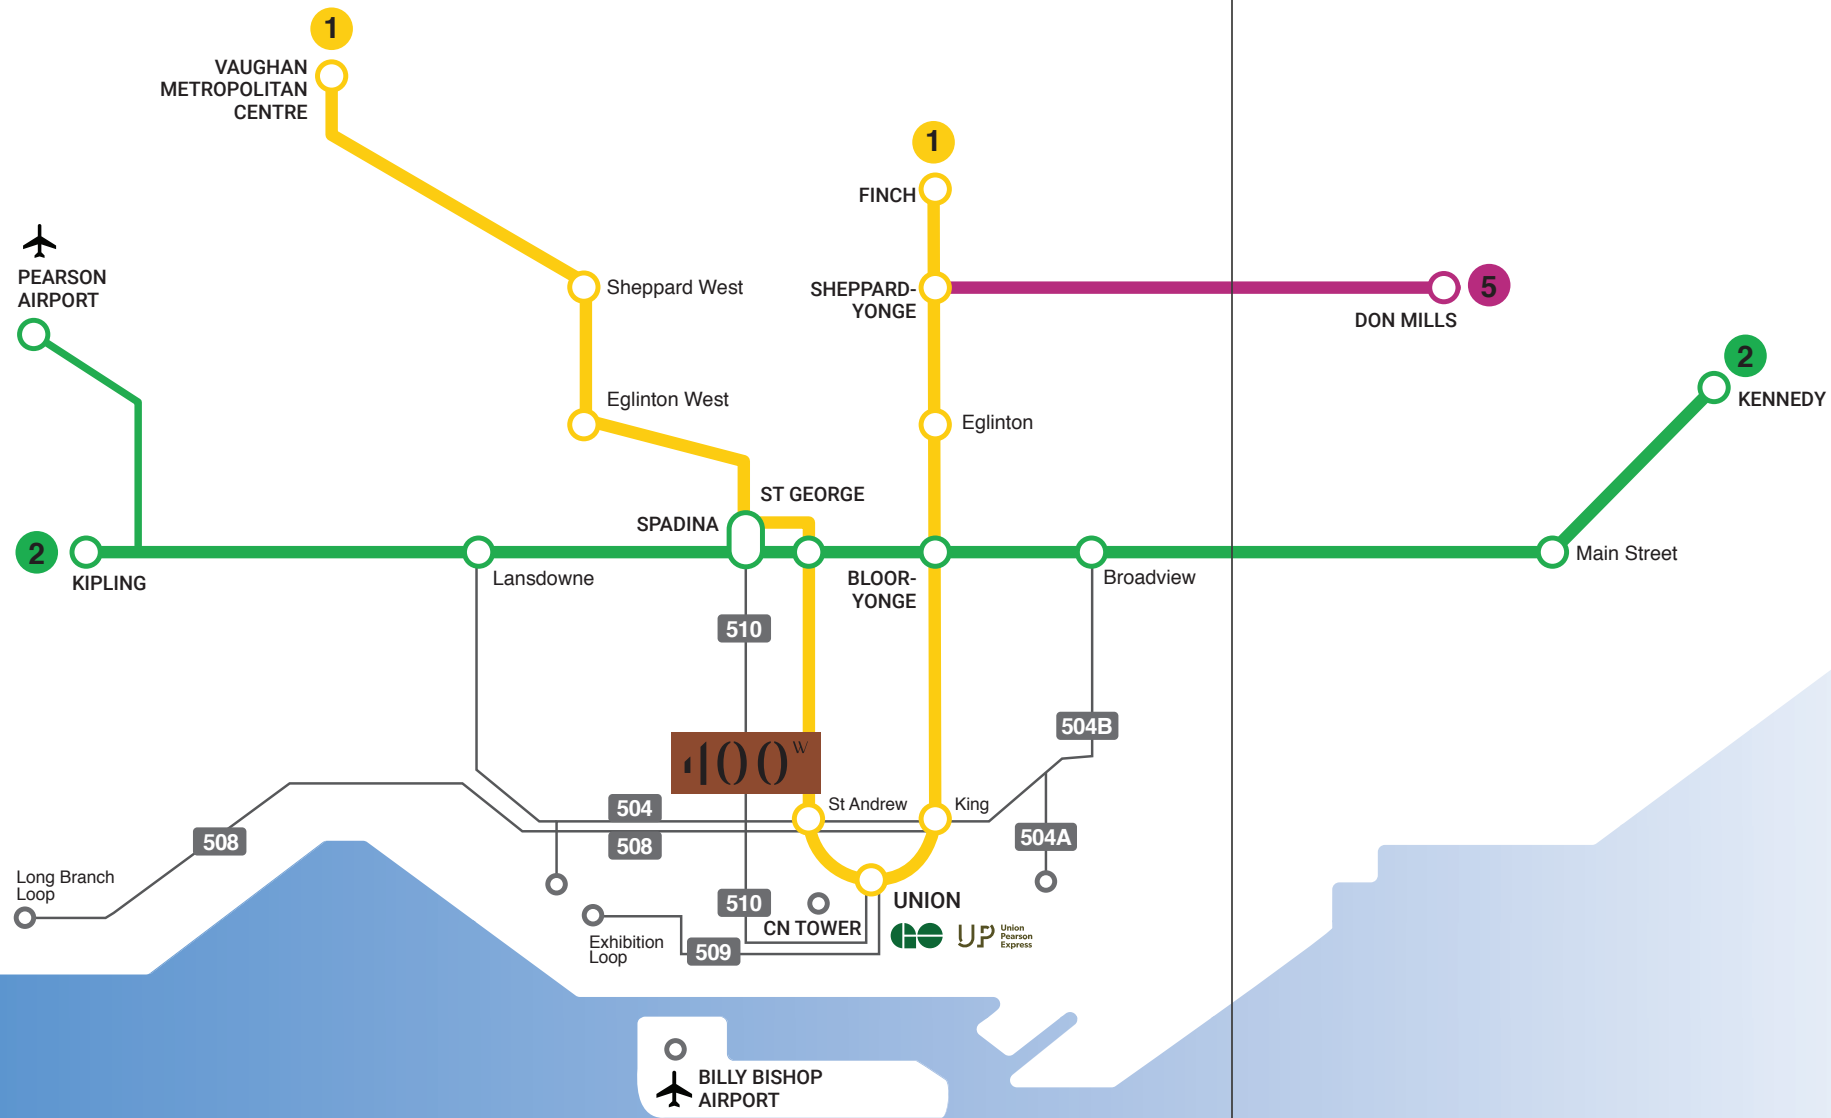 1
VAUGHAN
METROPOLITAN
CENTRE
1
FINCH
PEARSON
AIRPORT
Sheppard West
SHEPPARD-
YONGE
5
DON MILLS
2
KENNEDY
Eglinton West
Eglinton
ST GEORGE
SPADINA
2
KIPLING
Lansdowne
BLOOR-
YONGE
Broadview
Main Street
510
504B
400W
St Andrew
King
504
508
508
504A
Long Branch
Loop
510
UNION
CN TOWER
Exhibition
Loop
509
GO
UP
Union
Pearson
Express
BILLY BISHOP
AIRPORT